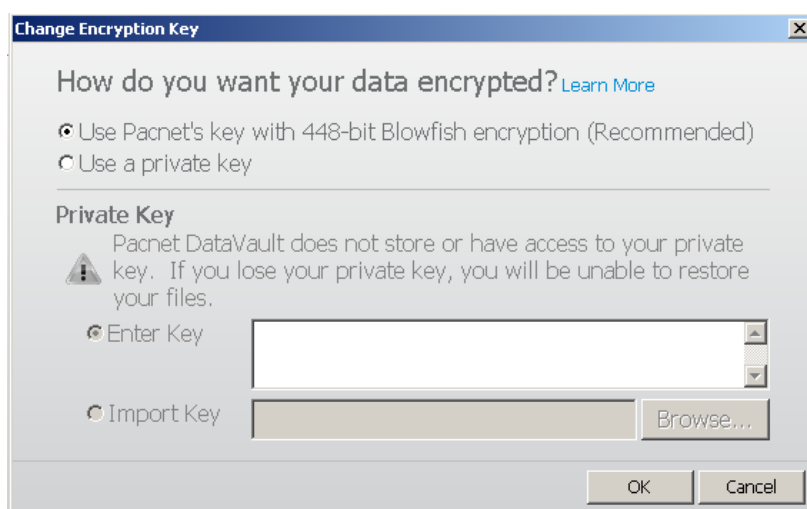 Change Encryption Key
How do you want your data encrypted? Learn More
Use Pacnet's key with 448-bit Blowfish encryption (Recommended)
Use a private key
Private Key
Pacnet DataVault does not store or have access to your private
key. If you lose your private key, you will be unable to restore
your files.
Enter Key
Import Key
Browse...
OK
Cancel